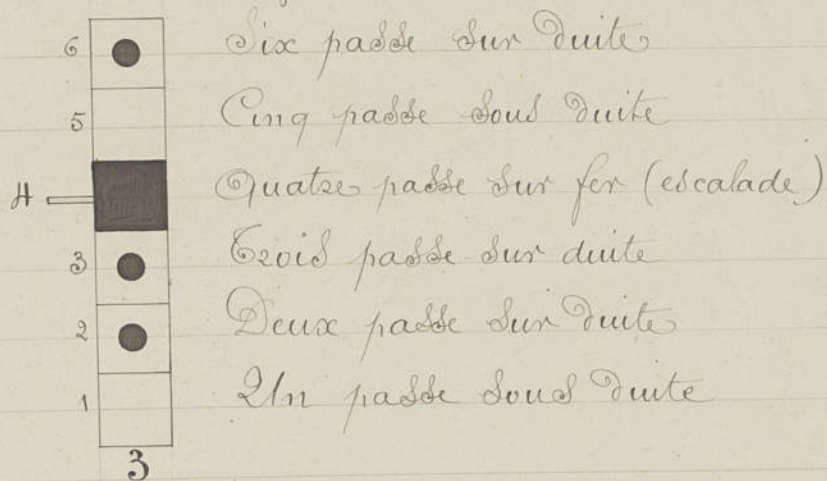 6 Six passe sur duite
5 Cinq passe sous duite
4 Quatre passe sur fer (escalade)
3 Trois passe sur duite
2 Deux passe sur duite
1 Un passe sous duite
3